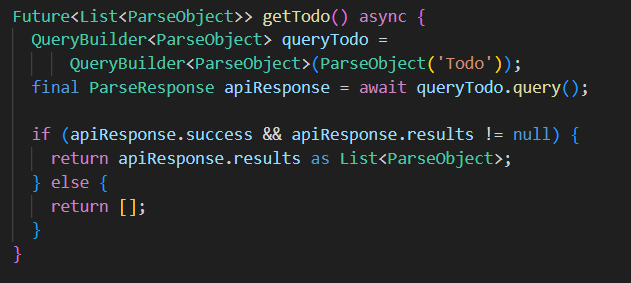 Future<List<ParseObject>> getTodo() async {
QueryBuilder<ParseObject> queryTodo =
QueryBuilder<ParseObject>(ParseObject('Todo'));
final ParseResponse apiResponse = await queryTodo.query();
if (apiResponse.success && apiResponse.results != null) {
return apiResponse.results as List<ParseObject>;
} else {
return [];
}
}